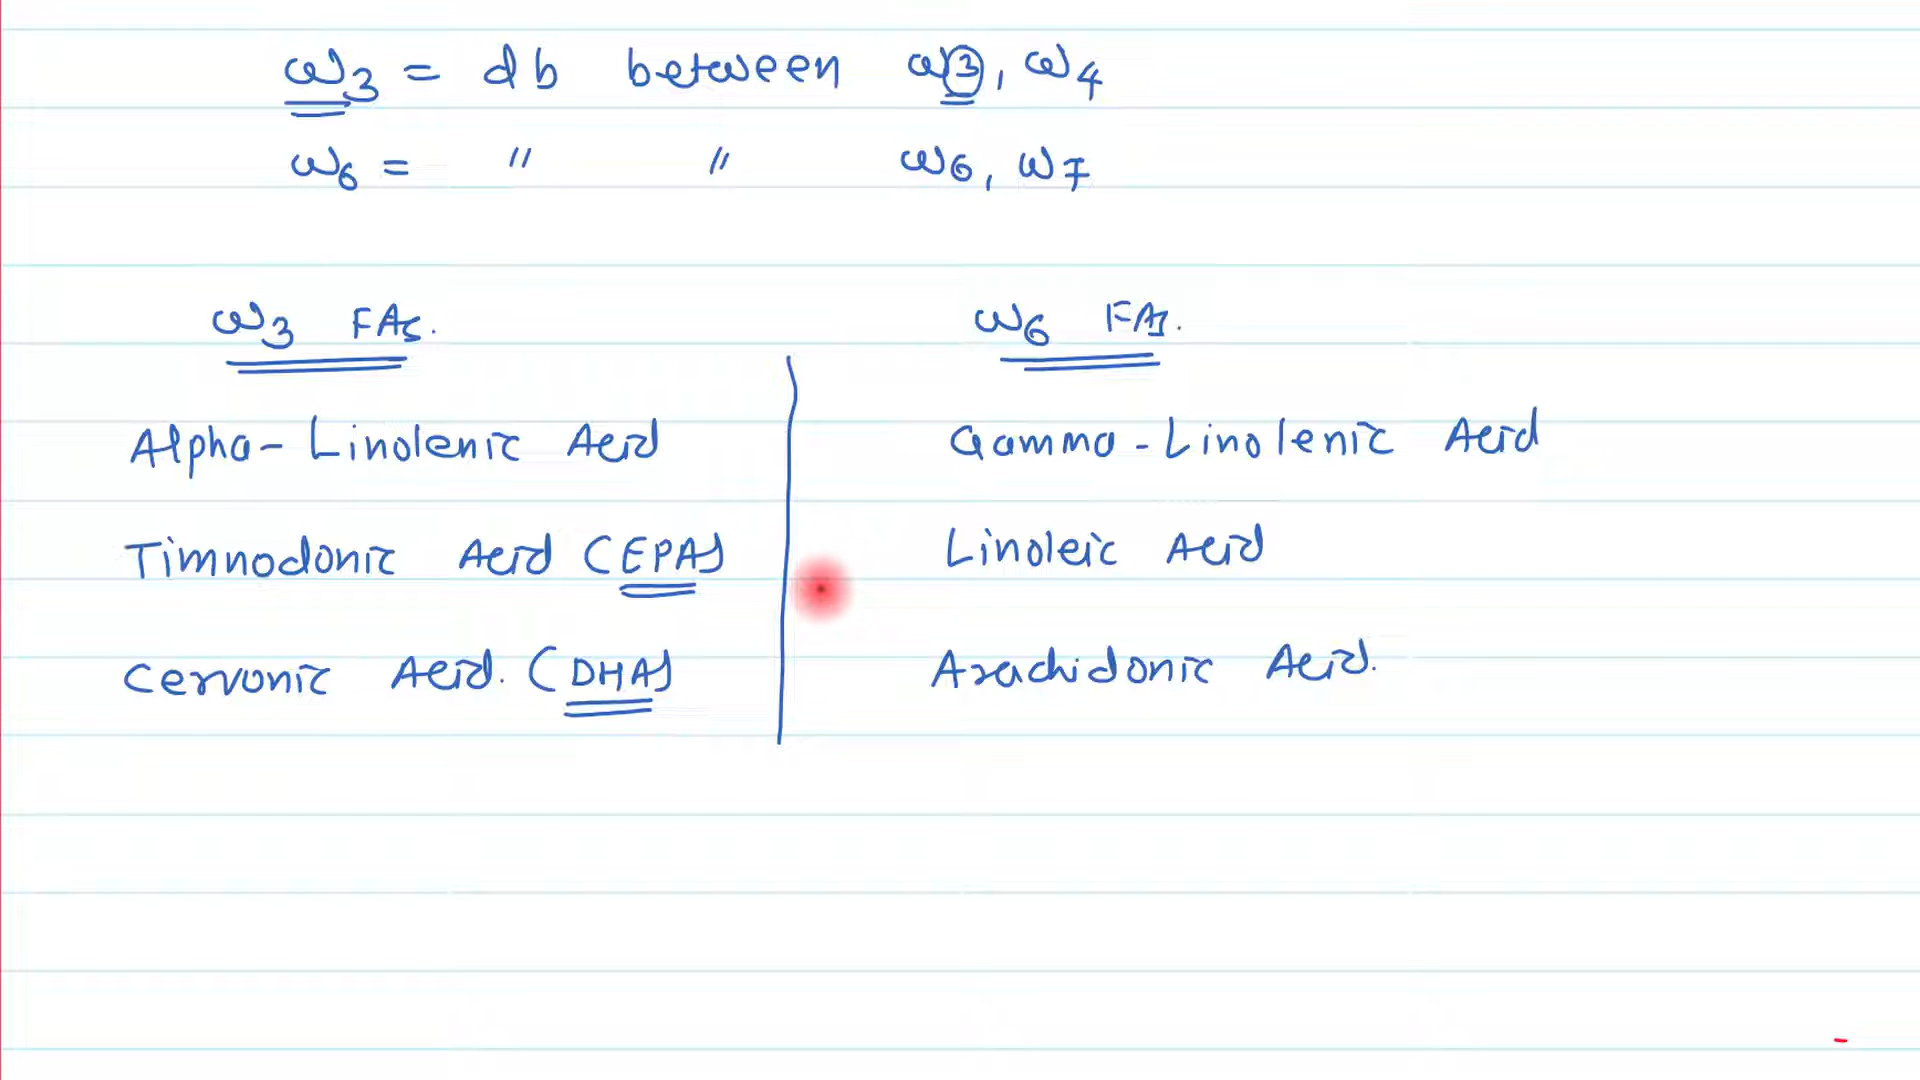 ω3 = db between ω3, ω4
ω6 = " " ω6, ω7
ω3 FAs.
ω6 FAs.
Alpha-Linolenic Acid
Gamma-Linolenic Acid
Timnodonic Acid (EPA)
Linoleic Acid
Cervonic Acid. (DHA)
Arachidonic Acid.